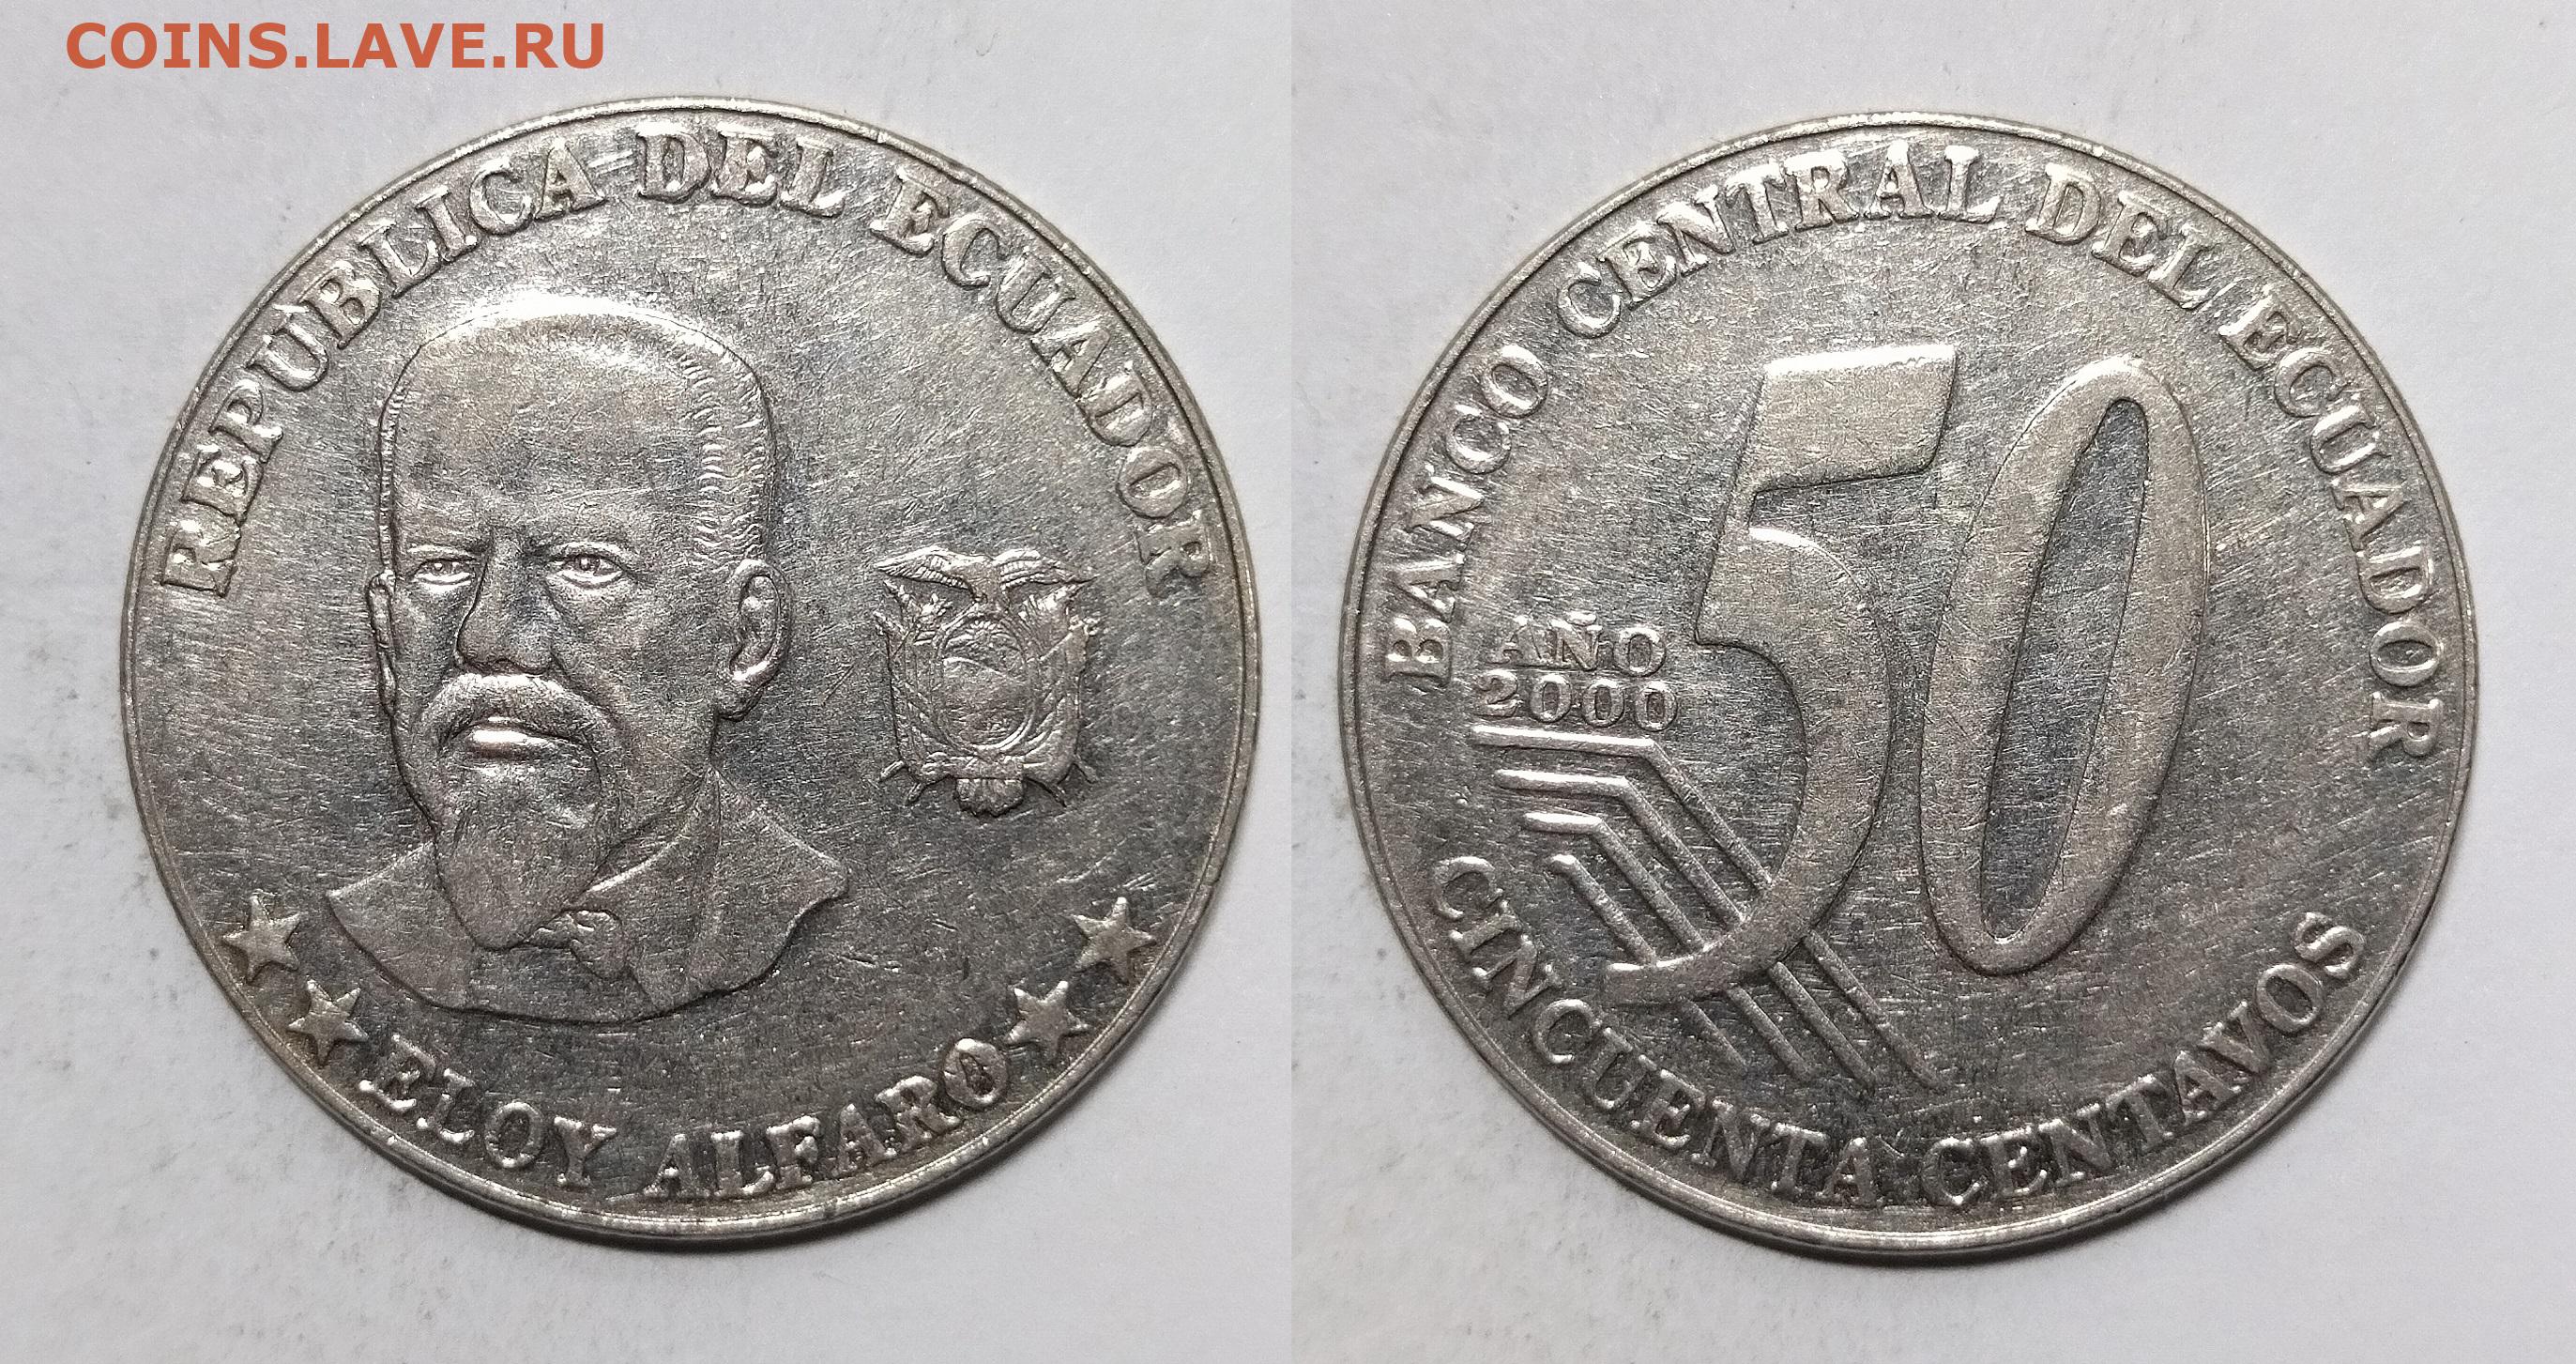 COINS.LAVE.RU
REPUBLICA DEL ECUADOR
ELOY ALFARO
BANCO CENTRAL DEL ECUADOR
50
AÑO
2000
CINCUENTA CENTAVOS